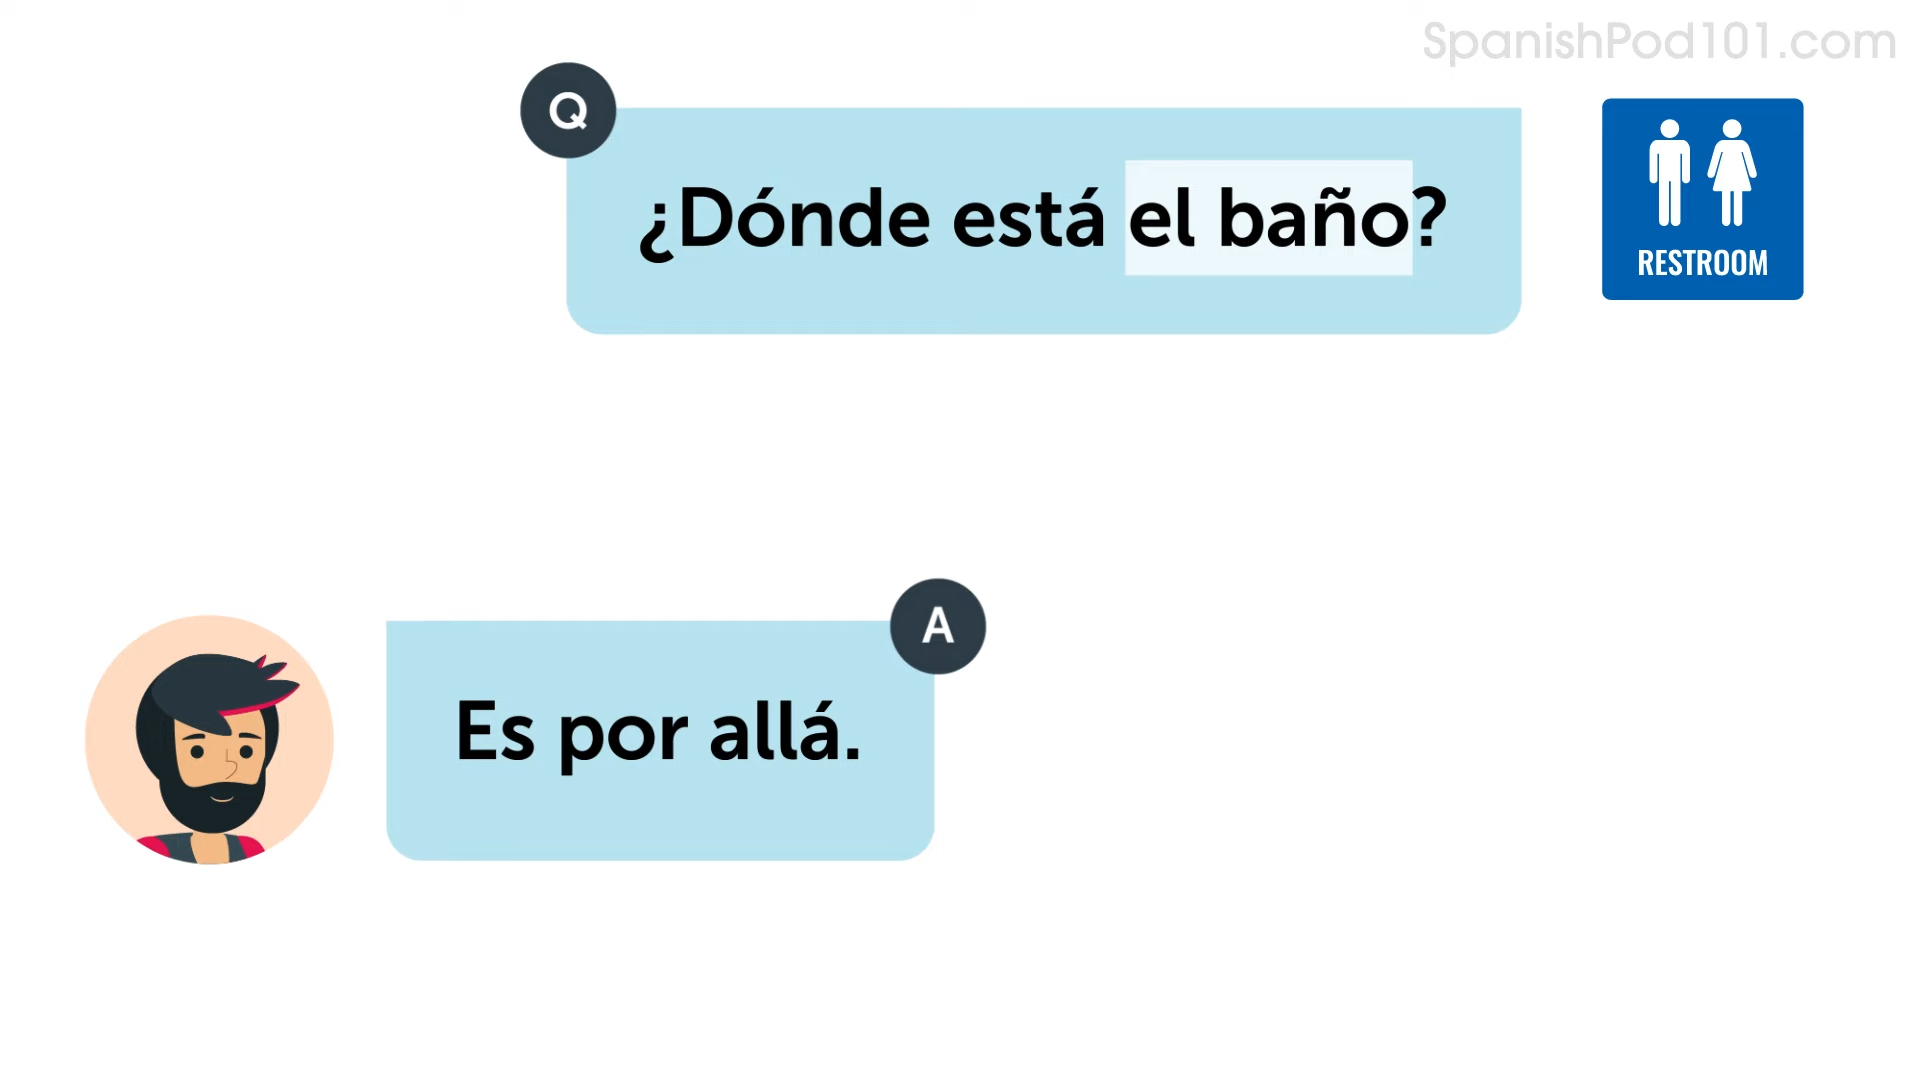 SpanishPod101.com
Q
¿Dónde está el baño?
RESTROOM
A
Es por allá.